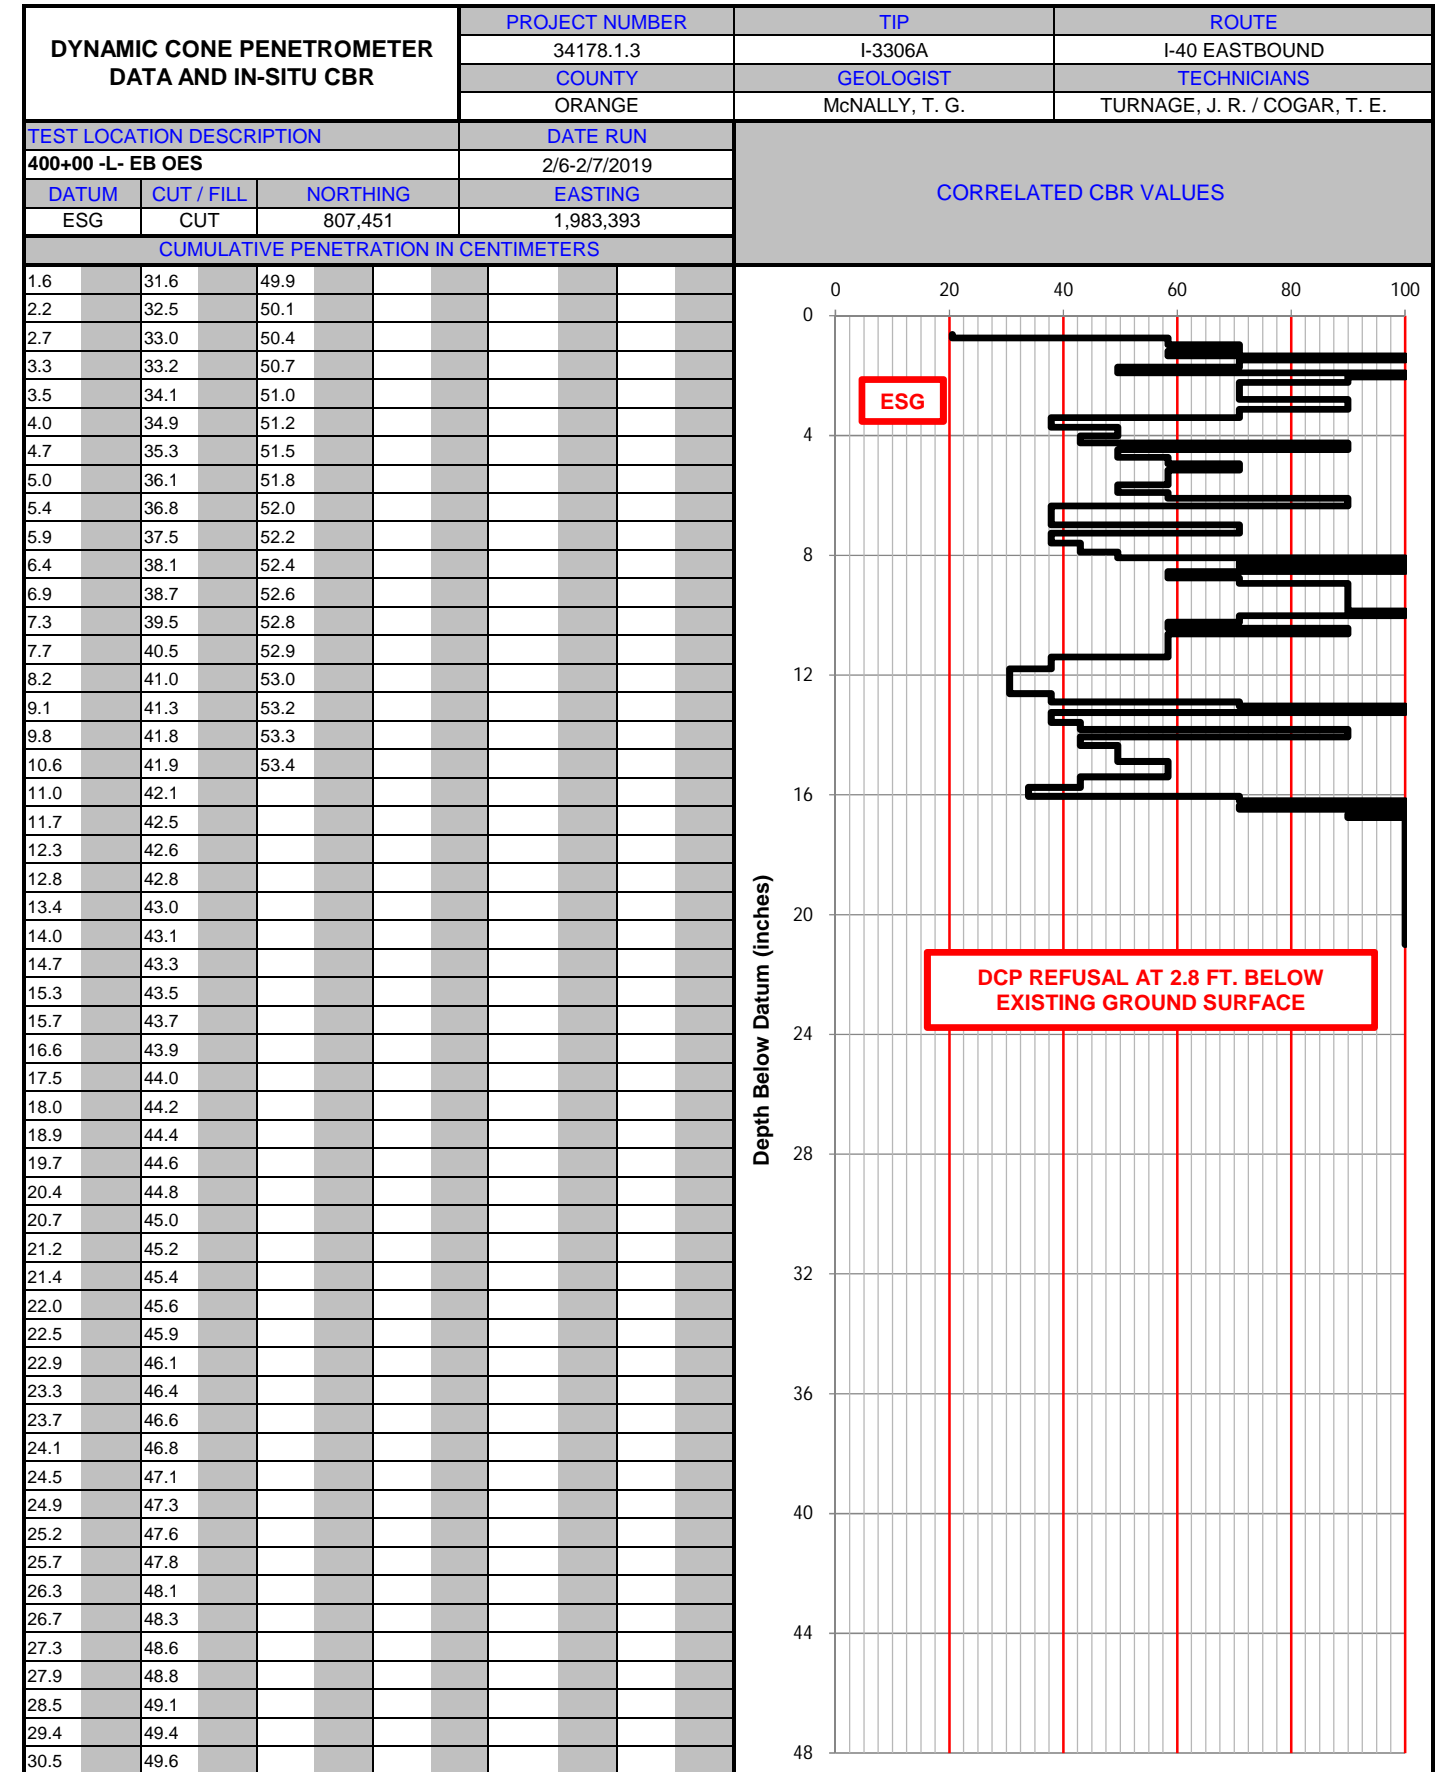 DYNAMIC CONE PENETROMETER
DATA AND IN-SITU CBR
PROJECT NUMBER TIP ROUTE
34178.1.3 I-3306A I-40 EASTBOUND
COUNTY GEOLOGIST TECHNICIANS
ORANGE McNALLY, T. G. TURNAGE, J. R. / COGAR, T. E.
TEST LOCATION DESCRIPTION DATE RUN
400+00 -L- EB OES 2/6-2/7/2019
DATUM CUT / FILL NORTHING EASTING
ESG CUT 807,451 1,983,393
CUMULATIVE PENETRATION IN CENTIMETERS
CORRELATED CBR VALUES
1.6 31.6 49.9
2.2 32.5 50.1
2.7 33.0 50.4
3.3 33.2 50.7
3.5 34.1 51.0
4.0 34.9 51.2
4.7 35.3 51.5
5.0 36.1 51.8
5.4 36.8 52.0
5.9 37.5 52.2
6.4 38.1 52.4
6.9 38.7 52.6
7.3 39.5 52.8
7.7 40.5 52.9
8.2 41.0 53.0
9.1 41.3 53.2
9.8 41.8 53.3
10.6 41.9 53.4
11.0 42.1
11.7 42.5
12.3 42.6
12.8 42.8
13.4 43.0
14.0 43.1
14.7 43.3
15.3 43.5
15.7 43.7
16.6 43.9
17.5 44.0
18.0 44.2
18.9 44.4
19.7 44.6
20.4 44.8
20.7 45.0
21.2 45.2
21.4 45.4
22.0 45.6
22.5 45.9
22.9 46.1
23.3 46.4
23.7 46.6
24.1 46.8
24.5 47.1
24.9 47.3
25.2 47.6
25.7 47.8
26.3 48.1
26.7 48.3
27.3 48.6
27.9 48.8
28.5 49.1
29.4 49.4
30.5 49.6
0 20 40 60 80 100
0
4
8
12
16
20
24
28
32
36
40
44
48
Depth Below Datum (inches)
ESG
DCP REFUSAL AT 2.8 FT. BELOW
EXISTING GROUND SURFACE